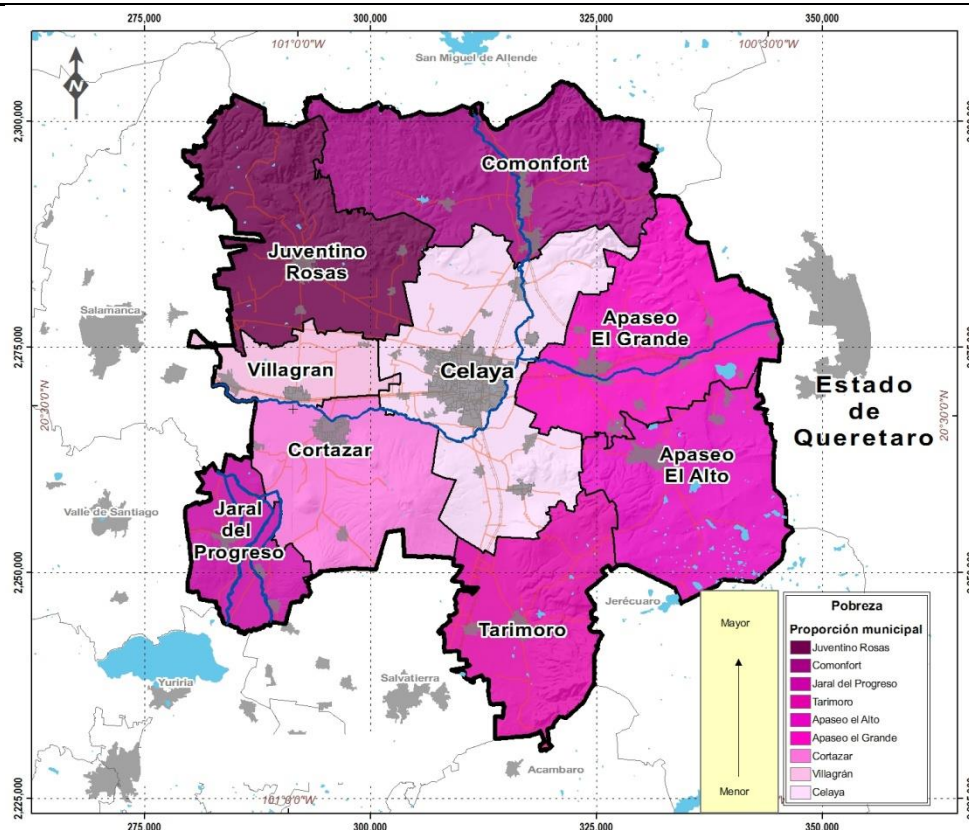 275,000
300,000
325,000
350,000
101°0'0"W
100°30'0"W
San Miguel de Allende
N
2,300,000
Comonfort
Juventino
Rosas
Salamanca
Apaseo
El Grande
2,275,000
Villagran
Celaya
Estado
de
Queretaro
20°30'0"N
20°30'0"N
Cortazar
Apaseo
El Alto
Valle de Santiago
Jaral
del
Progreso
2,250,000
Jerécuaro
Tarimoro
Yuriria
Salvatierra
Acambaro
2,225,000
101°0'0"W
275,000
300,000
325,000
350,000
Mayor
Menor
Pobreza
Proporción municipal
Juventino Rosas
Comonfort
Jaral del Progreso
Tarimoro
Apaseo el Alto
Apaseo el Grande
Cortazar
Villagrán
Celaya